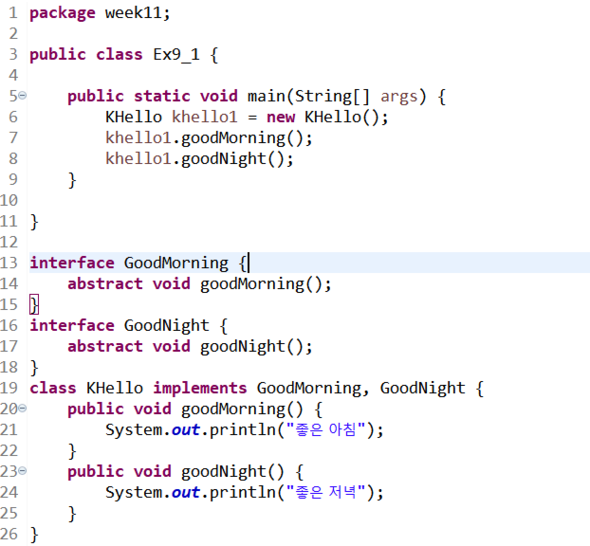 1 package week11;
2
3 public class Ex9_1 {
4
5 public static void main(String[] args) {
6 KHello khello1 = new KHello();
7 khello1.goodMorning();
8 khello1.goodNight();
9 }
10
11 }
12
13 interface GoodMorning {
14 abstract void goodMorning();
15 }
16 interface GoodNight {
17 abstract void goodNight();
18 }
19 class KHello implements GoodMorning, GoodNight {
20 public void goodMorning() {
21 System.out.println("좋은 아침");
22 }
23 public void goodNight() {
24 System.out.println("좋은 저녁");
25 }
26 }